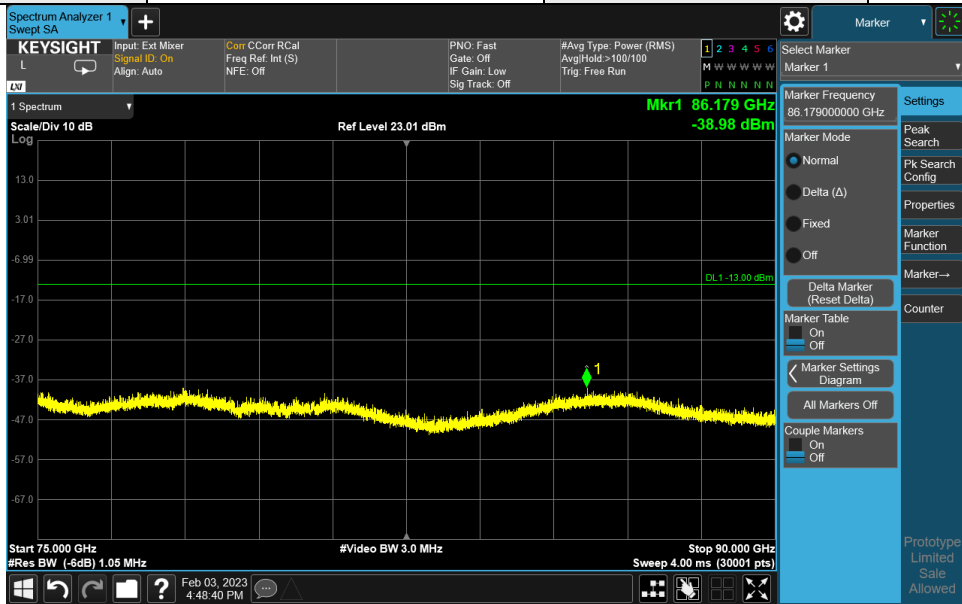 Spectrum Analyzer 1
Swept SA
Marker
KEYSIGHT
L
LXI
Input: Ext Mixer
Signal ID: On
Align: Auto
Corr CCorr RCal
Freq Ref: Int (S)
NFE: Off
PNO: Fast
Gate: Off
IF Gain: Low
Sig Track: Off
#Avg Type: Power (RMS)
Avg|Hold:>100/100
Trig: Free Run
1 2 3 4 5 6
M W W W W W
P N N N N N
Select Marker
Marker 1
1 Spectrum
Mkr1 86.179 GHz
-38.98 dBm
Scale/Div 10 dB
Ref Level 23.01 dBm
Log
13.0
3.01
-6.99
-17.0
-27.0
-37.0
-47.0
-57.0
-67.0
DL1 -13.00 dBm
1
Start 75.000 GHz
#Video BW 3.0 MHz
Stop 90.000 GHz
#Res BW (-6dB) 1.05 MHz
Sweep 4.00 ms (30001 pts)
Marker Frequency
86.179000000 GHz
Marker Mode
Normal
Delta (Δ)
Fixed
Off
Delta Marker
(Reset Delta)
Marker Table
On
Off
Marker Settings
Diagram
All Markers Off
Couple Markers
On
Off
Settings
Peak
Search
Pk Search
Config
Properties
Marker
Function
Marker→
Counter
Prototype
Limited
Sale
Allowed
?
Feb 03, 2023
4:48:40 PM